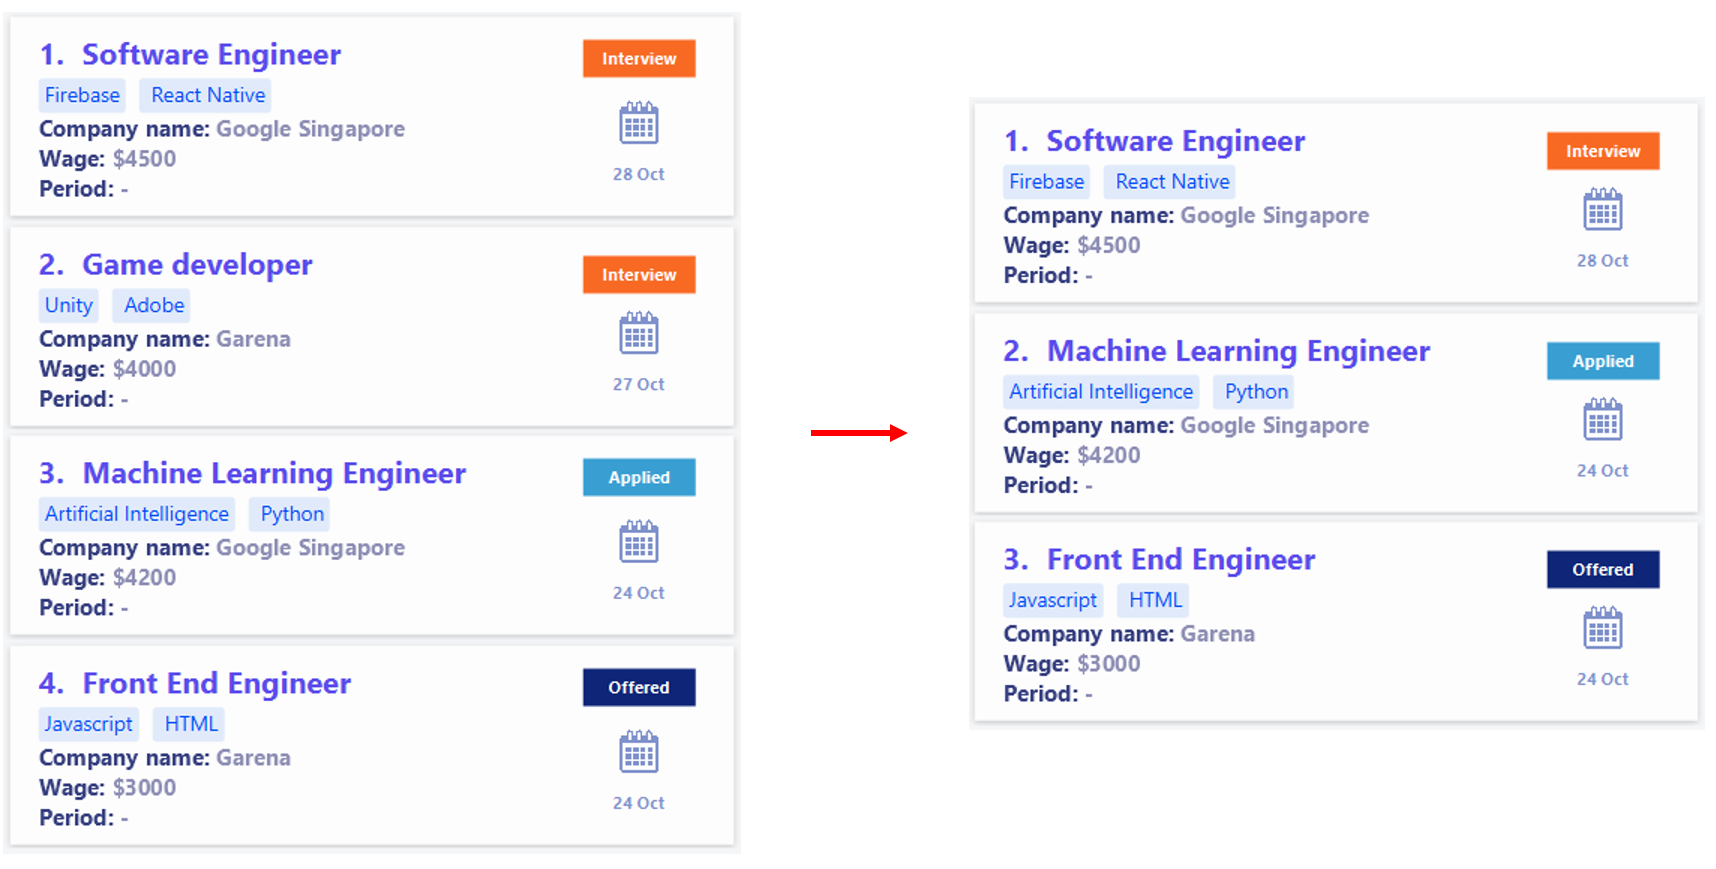 1. Software Engineer
Interview
Firebase React Native
Company name: Google Singapore
Wage: $4500
28 Oct
Period: -
2. Game developer
Interview
Unity Adobe
Company name: Garena
Wage: $4000
27 Oct
Period: -
3. Machine Learning Engineer
Applied
Artificial Intelligence Python
Company name: Google Singapore
Wage: $4200
24 Oct
Period: -
4. Front End Engineer
Offered
Javascript HTML
Company name: Garena
Wage: $3000
24 Oct
Period: -
1. Software Engineer
Interview
Firebase React Native
Company name: Google Singapore
Wage: $4500
28 Oct
Period: -
2. Machine Learning Engineer
Applied
Artificial Intelligence Python
Company name: Google Singapore
Wage: $4200
24 Oct
Period: -
3. Front End Engineer
Offered
Javascript HTML
Company name: Garena
Wage: $3000
24 Oct
Period: -